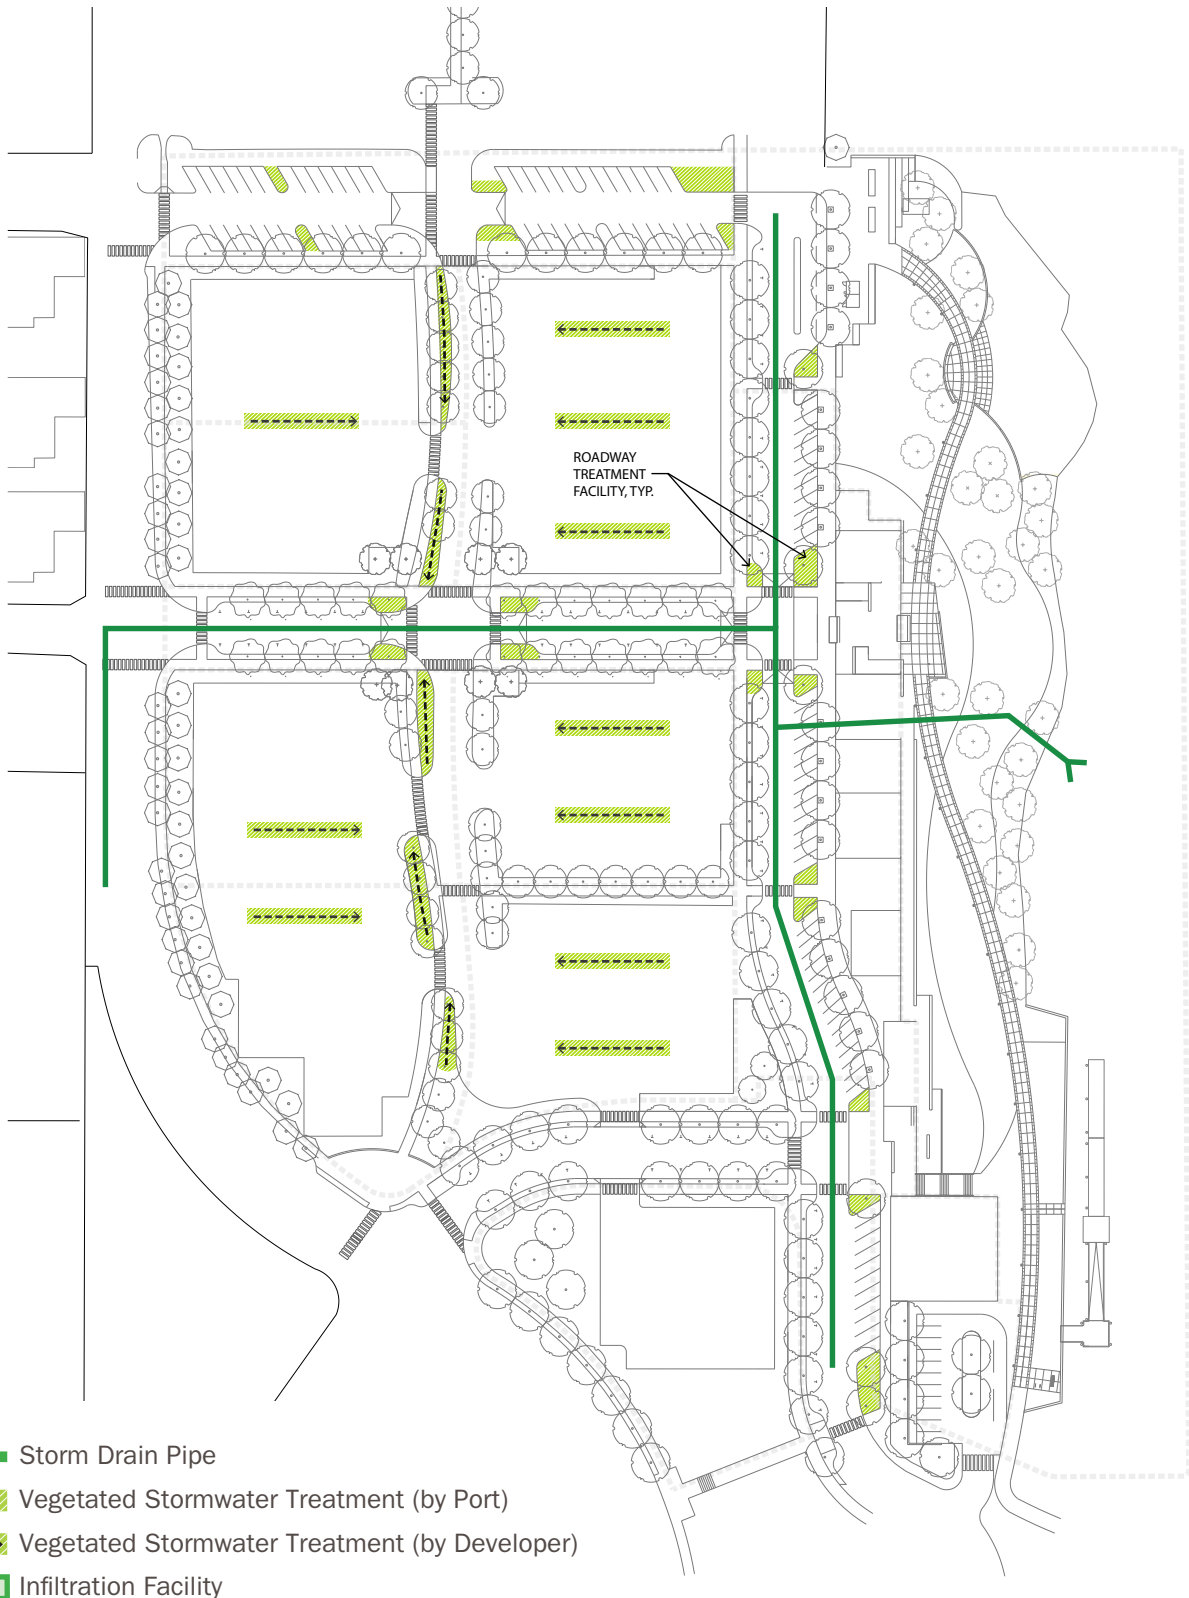 ROADWAY
TREATMENT
FACILITY, TYP.
Storm Drain Pipe
Vegetated Stormwater Treatment (by Port)
Vegetated Stormwater Treatment (by Developer)
Infiltration Facility